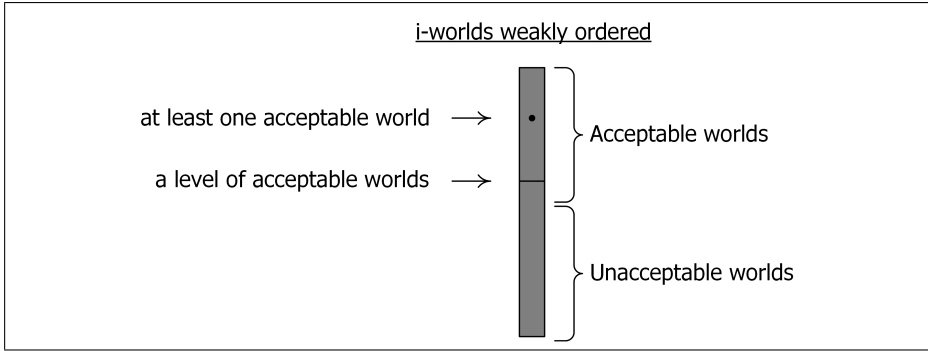 i-worlds weakly ordered
at least one acceptable world
Acceptable worlds
a level of acceptable worlds
Unacceptable worlds